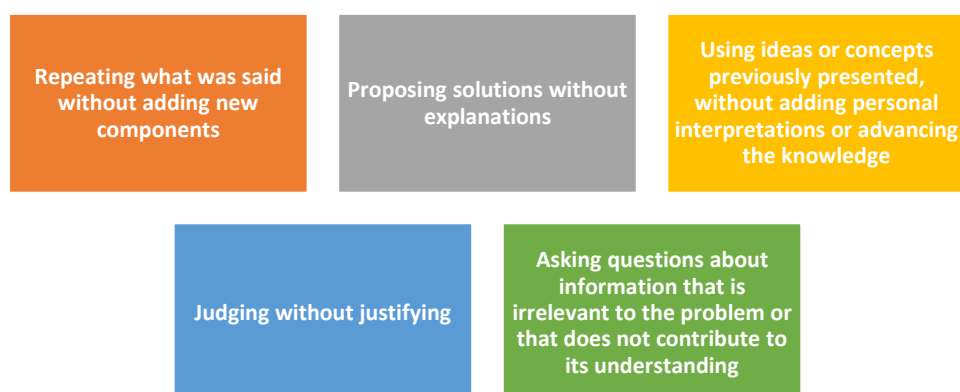 Repeating what was said
without adding new
components
Proposing solutions without
explanations
Using ideas or concepts
previously presented,
without adding personal
interpretations or advancing
the knowledge
Judging without justifying
Asking questions about
information that is
irrelevant to the problem or
that does not contribute to
its understanding